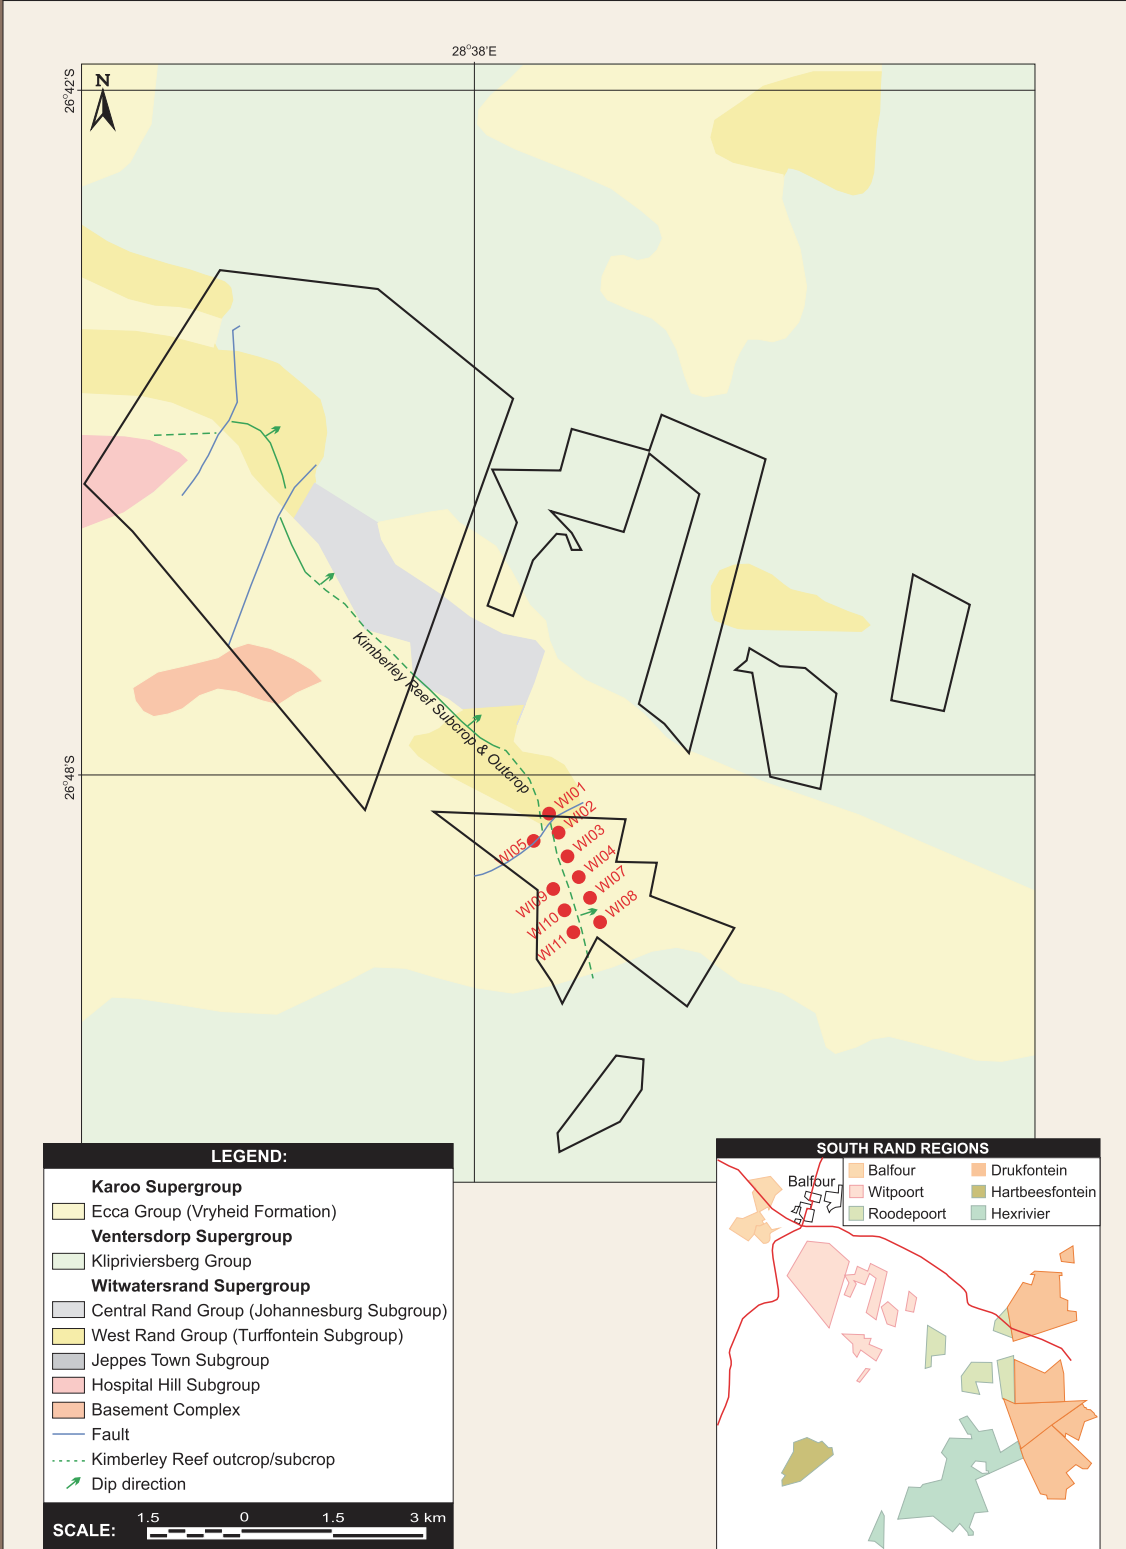 28°38'E
26°42'S
N
Kimberley Reef Subcrop & Outcrop
26°48'S
WI01
WI02
WI03
WI05
WI04
WI07
WI09
WI08
WI10
WI11
LEGEND:
Karoo Supergroup
Ecca Group (Vryheid Formation)
Ventersdorp Supergroup
Klipriviersberg Group
Witwatersrand Supergroup
Central Rand Group (Johannesburg Subgroup)
West Rand Group (Turffontein Subgroup)
Jeppes Town Subgroup
Hospital Hill Subgroup
Basement Complex
Fault
Kimberley Reef outcrop/subcrop
Dip direction
SCALE:
1.5 0 1.5 3 km
SOUTH RAND REGIONS
Balfour
Balfour Drukfontein
Witpoort Hartbeesfontein
Roodepoort Hexrivier